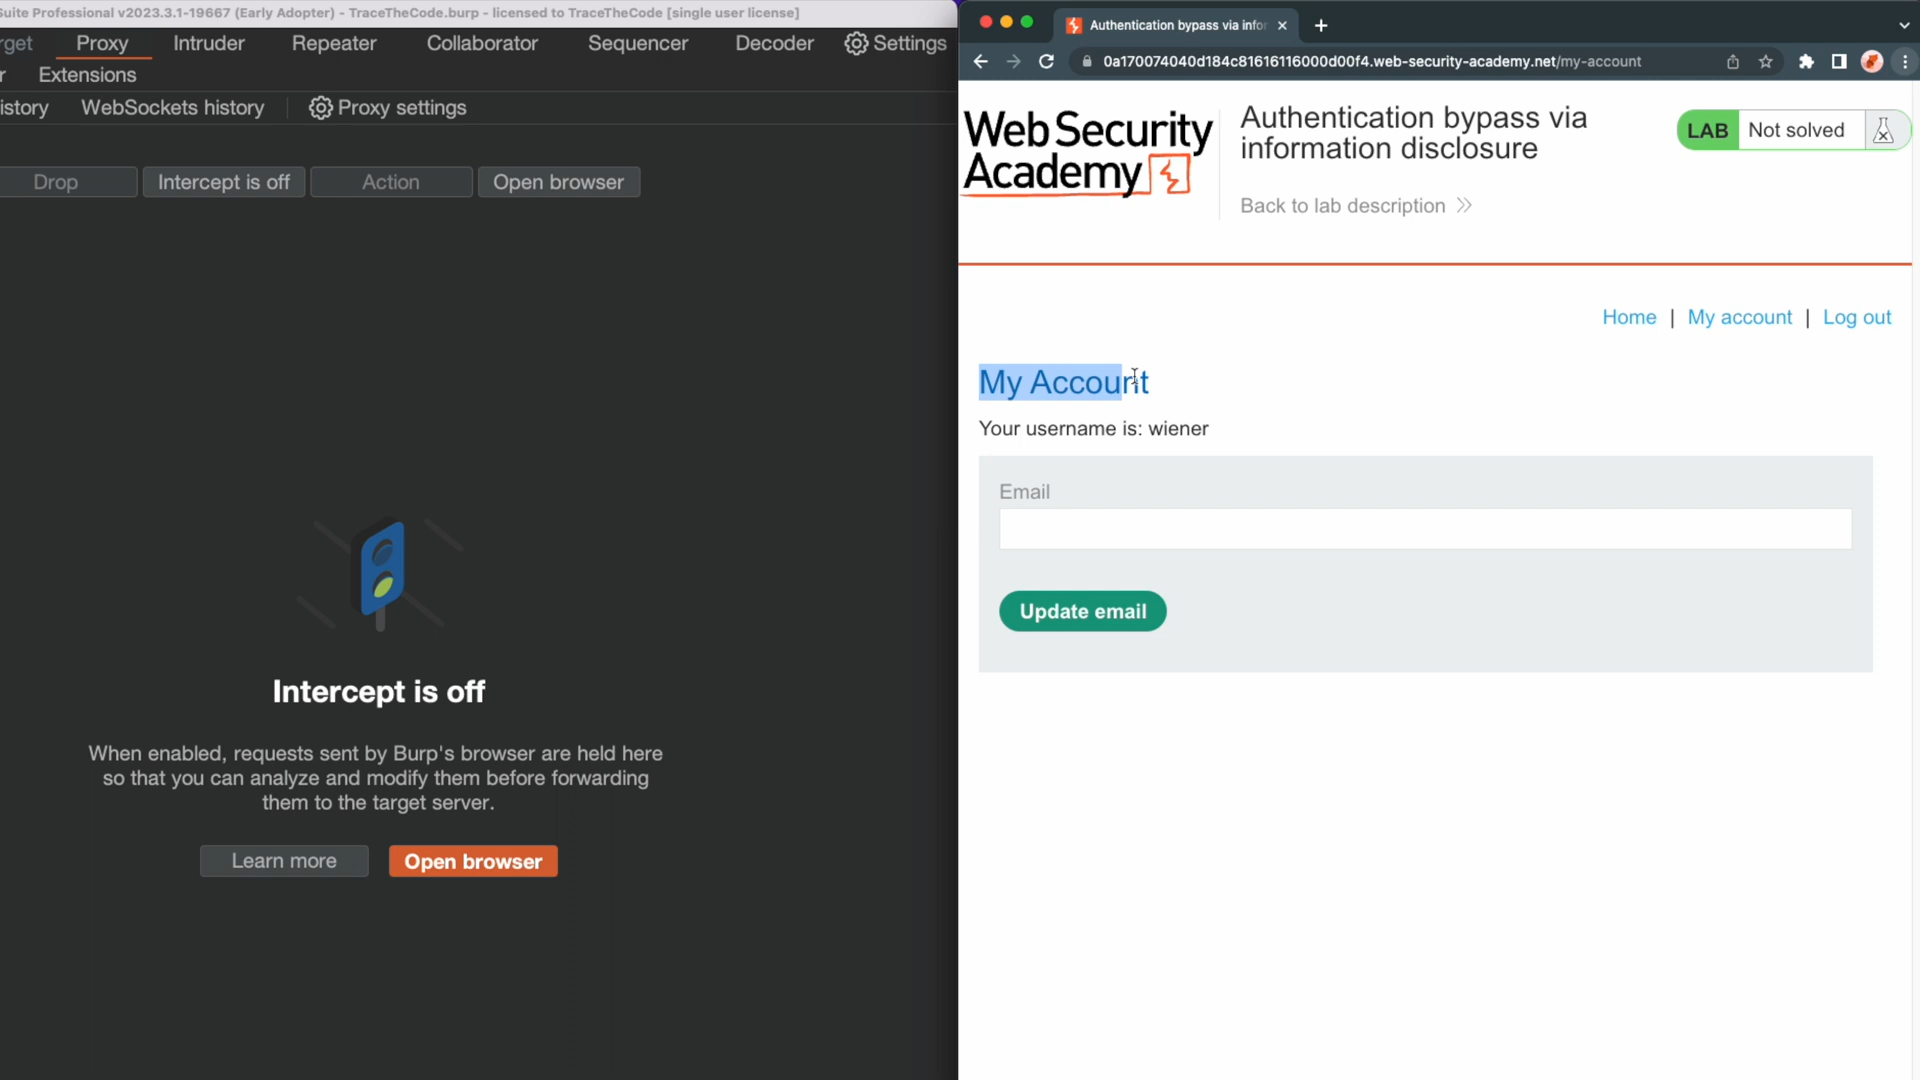 Suite Professional v2023.3.1-19667 (Early Adopter) - TraceTheCode.burp - licensed to TraceTheCode [single user license]
rget Proxy Intruder Repeater Collaborator Sequencer Decoder Settings
r Extensions
istory WebSockets history Proxy settings
Drop Intercept is off Action Open browser
Intercept is off
When enabled, requests sent by Burp's browser are held here
so that you can analyze and modify them before forwarding
them to the target server.
Learn more Open browser
Authentication bypass via info
0a170074040d184c81616116000d00f4.web-security-academy.net/my-account
Web Security
Academy
Authentication bypass via
information disclosure
LAB Not solved
Back to lab description
Home | My account | Log out
My Account
Your username is: wiener
Email
Update email